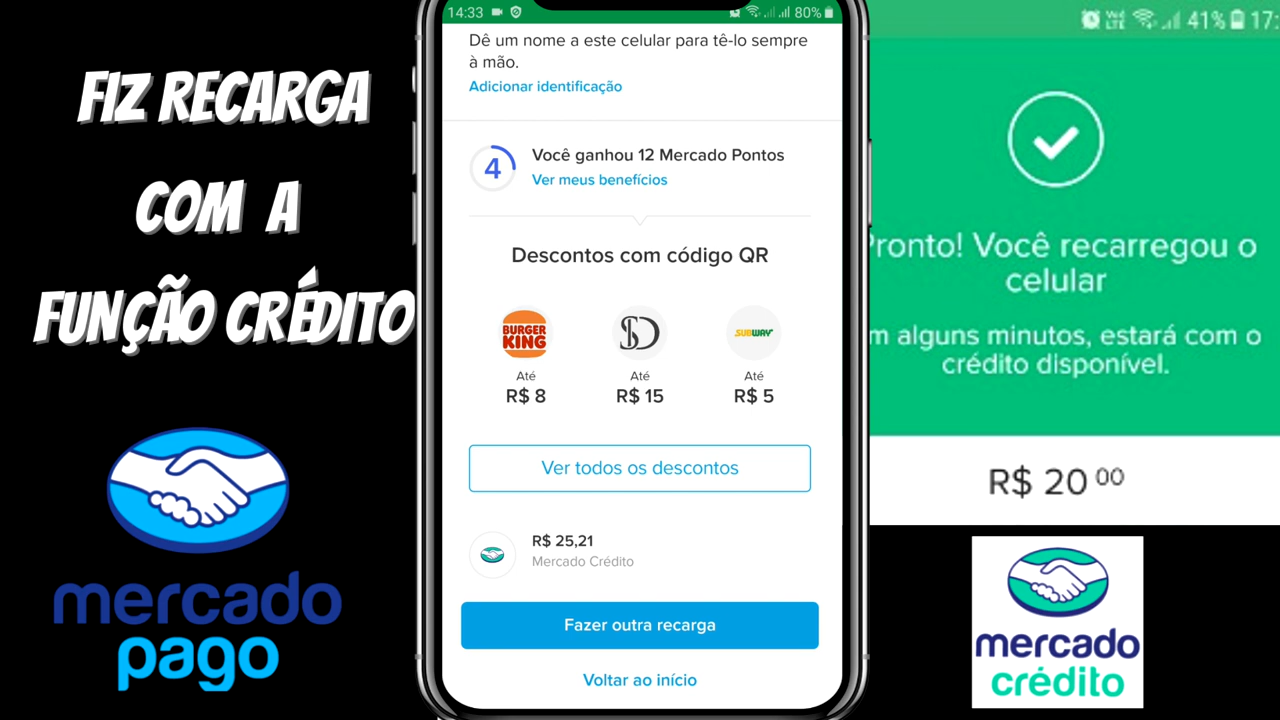 FIZ RECARGA
COM A
FUNÇÃO CRÉDITO
mercado
pago
14:33
80%
Dê um nome a este celular para tê-lo sempre
à mão.
Adicionar identificação
4
Você ganhou 12 Mercado Pontos
Ver meus benefícios
Descontos com código QR
BURGER
KING
SD
SUBWAY
Até
Até
Até
R$ 8
R$ 15
R$ 5
Ver todos os descontos
R$ 25,21
Mercado Crédito
Fazer outra recarga
Voltar ao início
41% 17:
Pronto! Você recarregou o
celular
m alguns minutos, estará com o
crédito disponível.
R$ 20 00
mercado
crédito